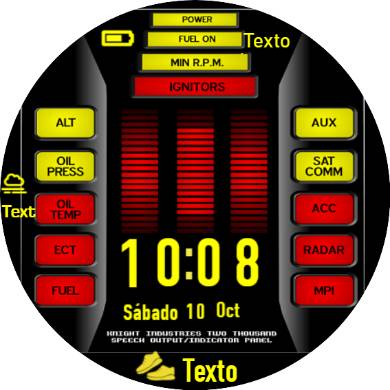 POWER
FUEL ON
Texto
MIN R.P.M.
IGNITORS
ALT
AUX
OIL
PRESS
SAT
COMM
Text
OIL
TEMP
ACC
ECT
RADAR
FUEL
MPI
10:08
Sábado 10 Oct
KNIGHT INDUSTRIES TWO THOUSAND
SPEECH OUTPUT/INDICATOR PANEL
Texto